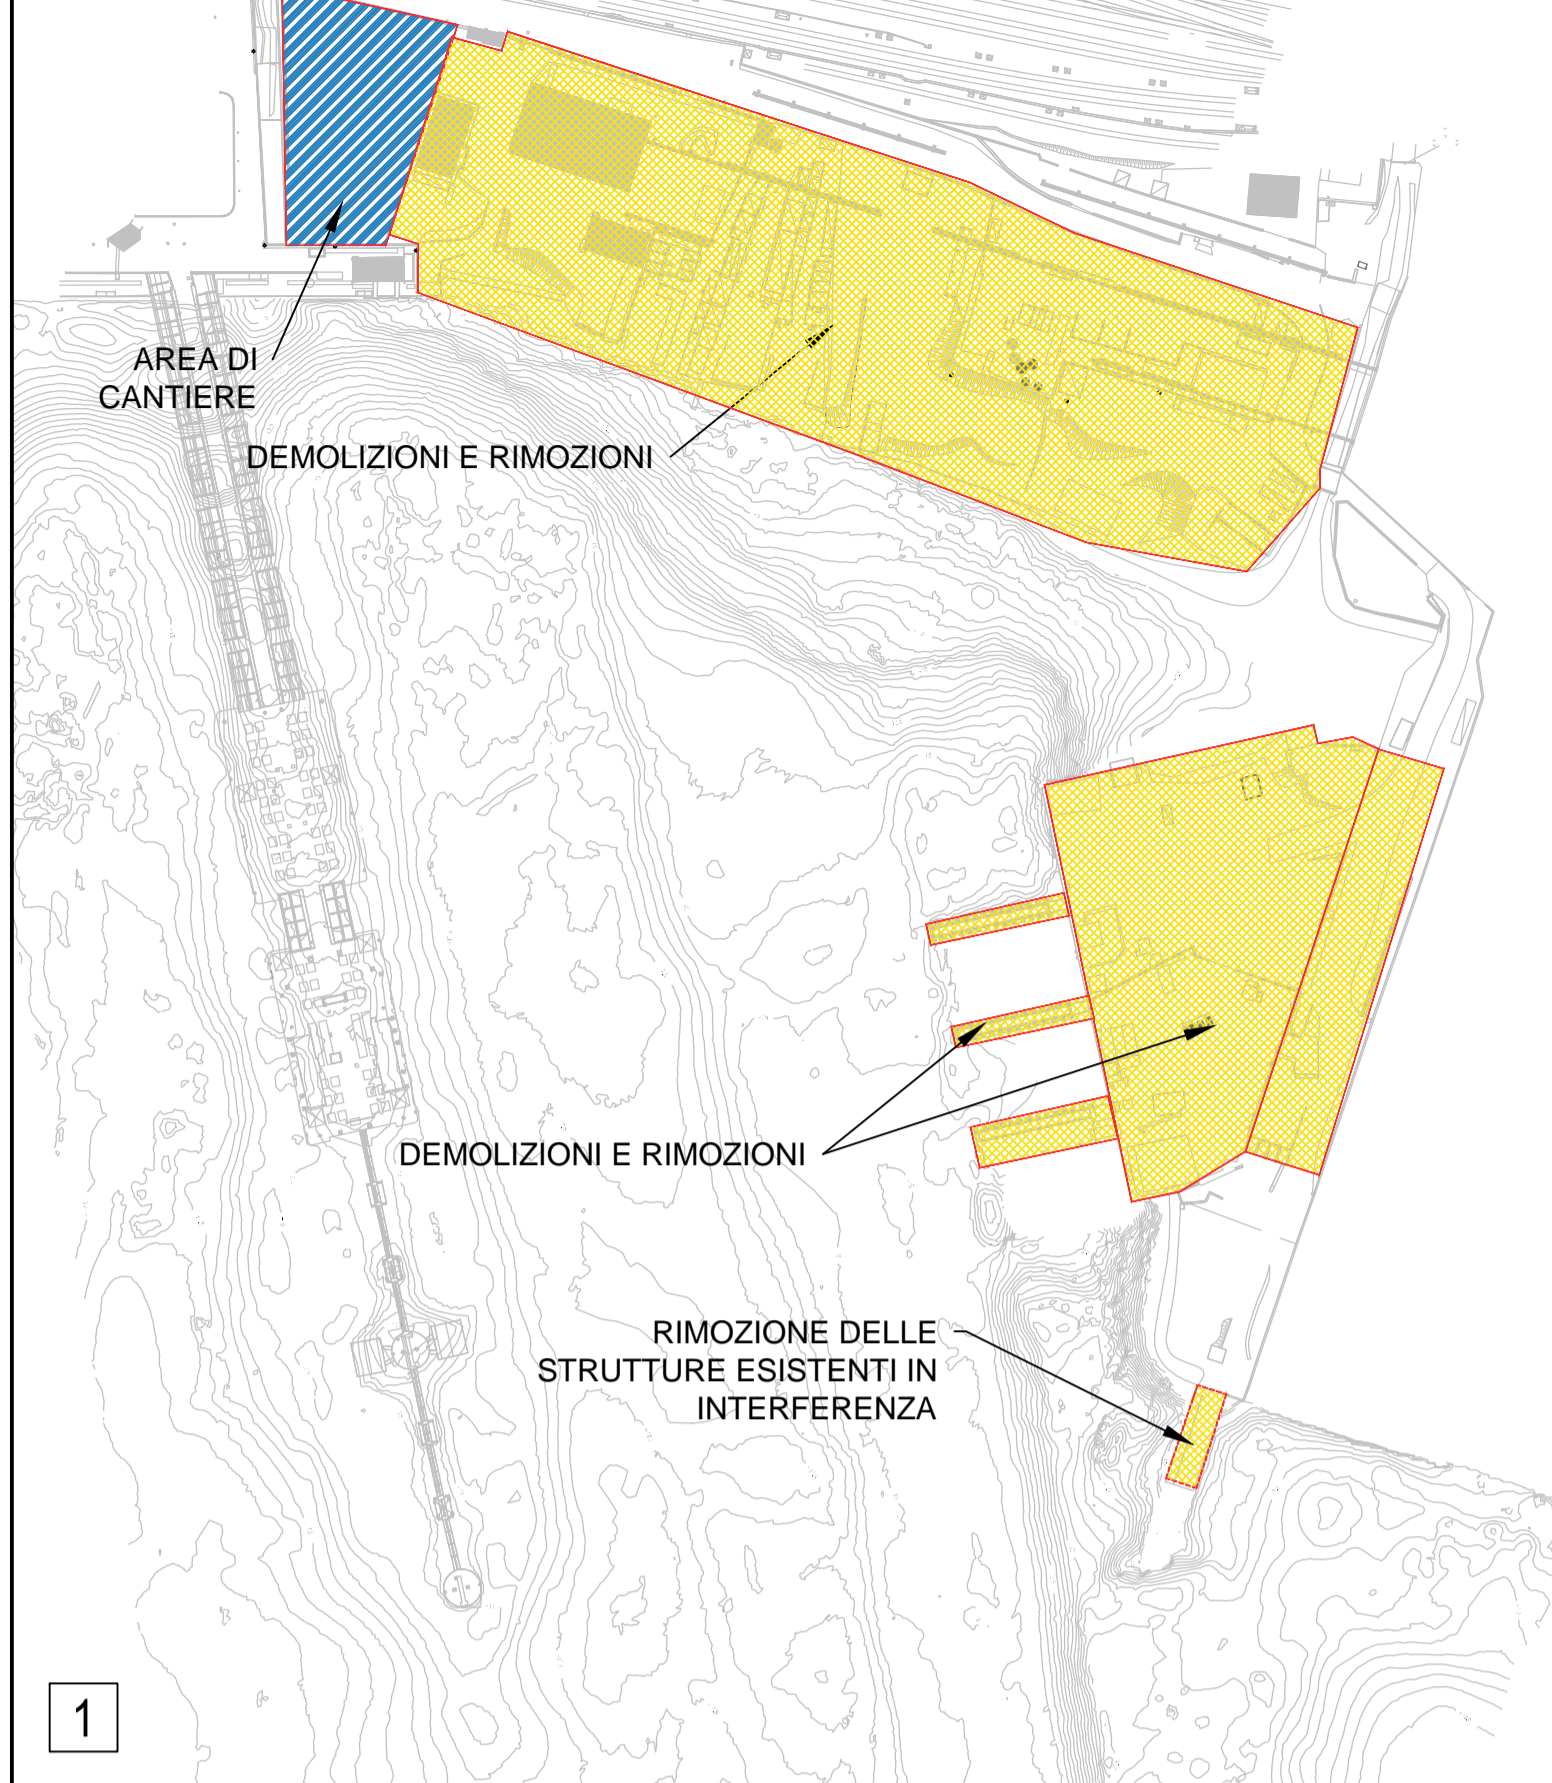 AREA DI
CANTIERE
DEMOLIZIONI E RIMOZIONI
DEMOLIZIONI E RIMOZIONI
RIMOZIONE DELLE
STRUTTURE ESISTENTI IN
INTERFERENZA
1